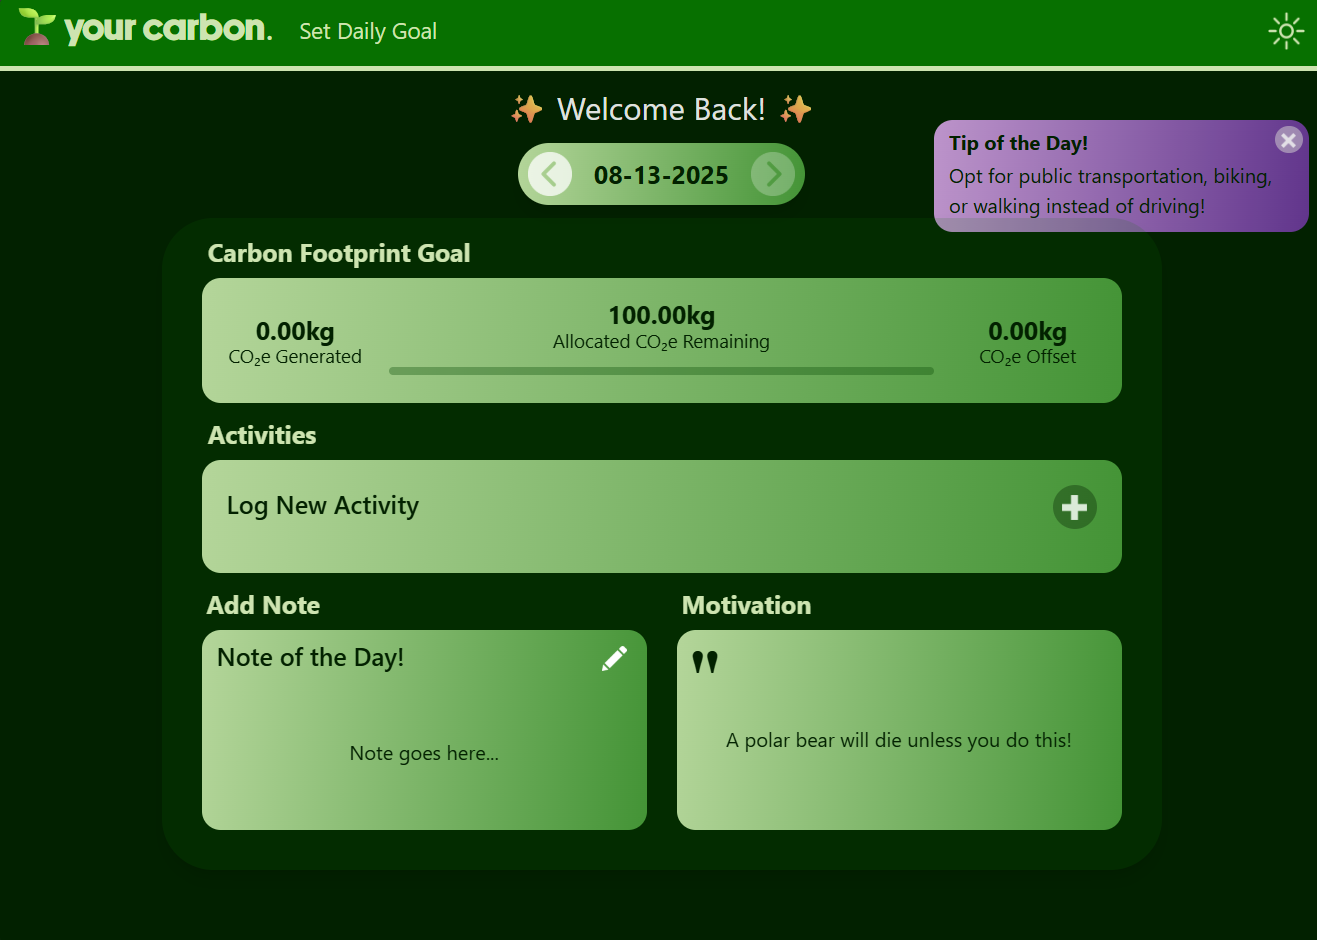 your carbon.
Set Daily Goal
✨ Welcome Back! ✨
08-13-2025
Tip of the Day!
Opt for public transportation, biking,
or walking instead of driving!
Carbon Footprint Goal
0.00kg
CO₂e Generated
100.00kg
Allocated CO₂e Remaining
0.00kg
CO₂e Offset
Activities
Log New Activity
Add Note
Note of the Day!
Note goes here...
Motivation
"
A polar bear will die unless you do this!